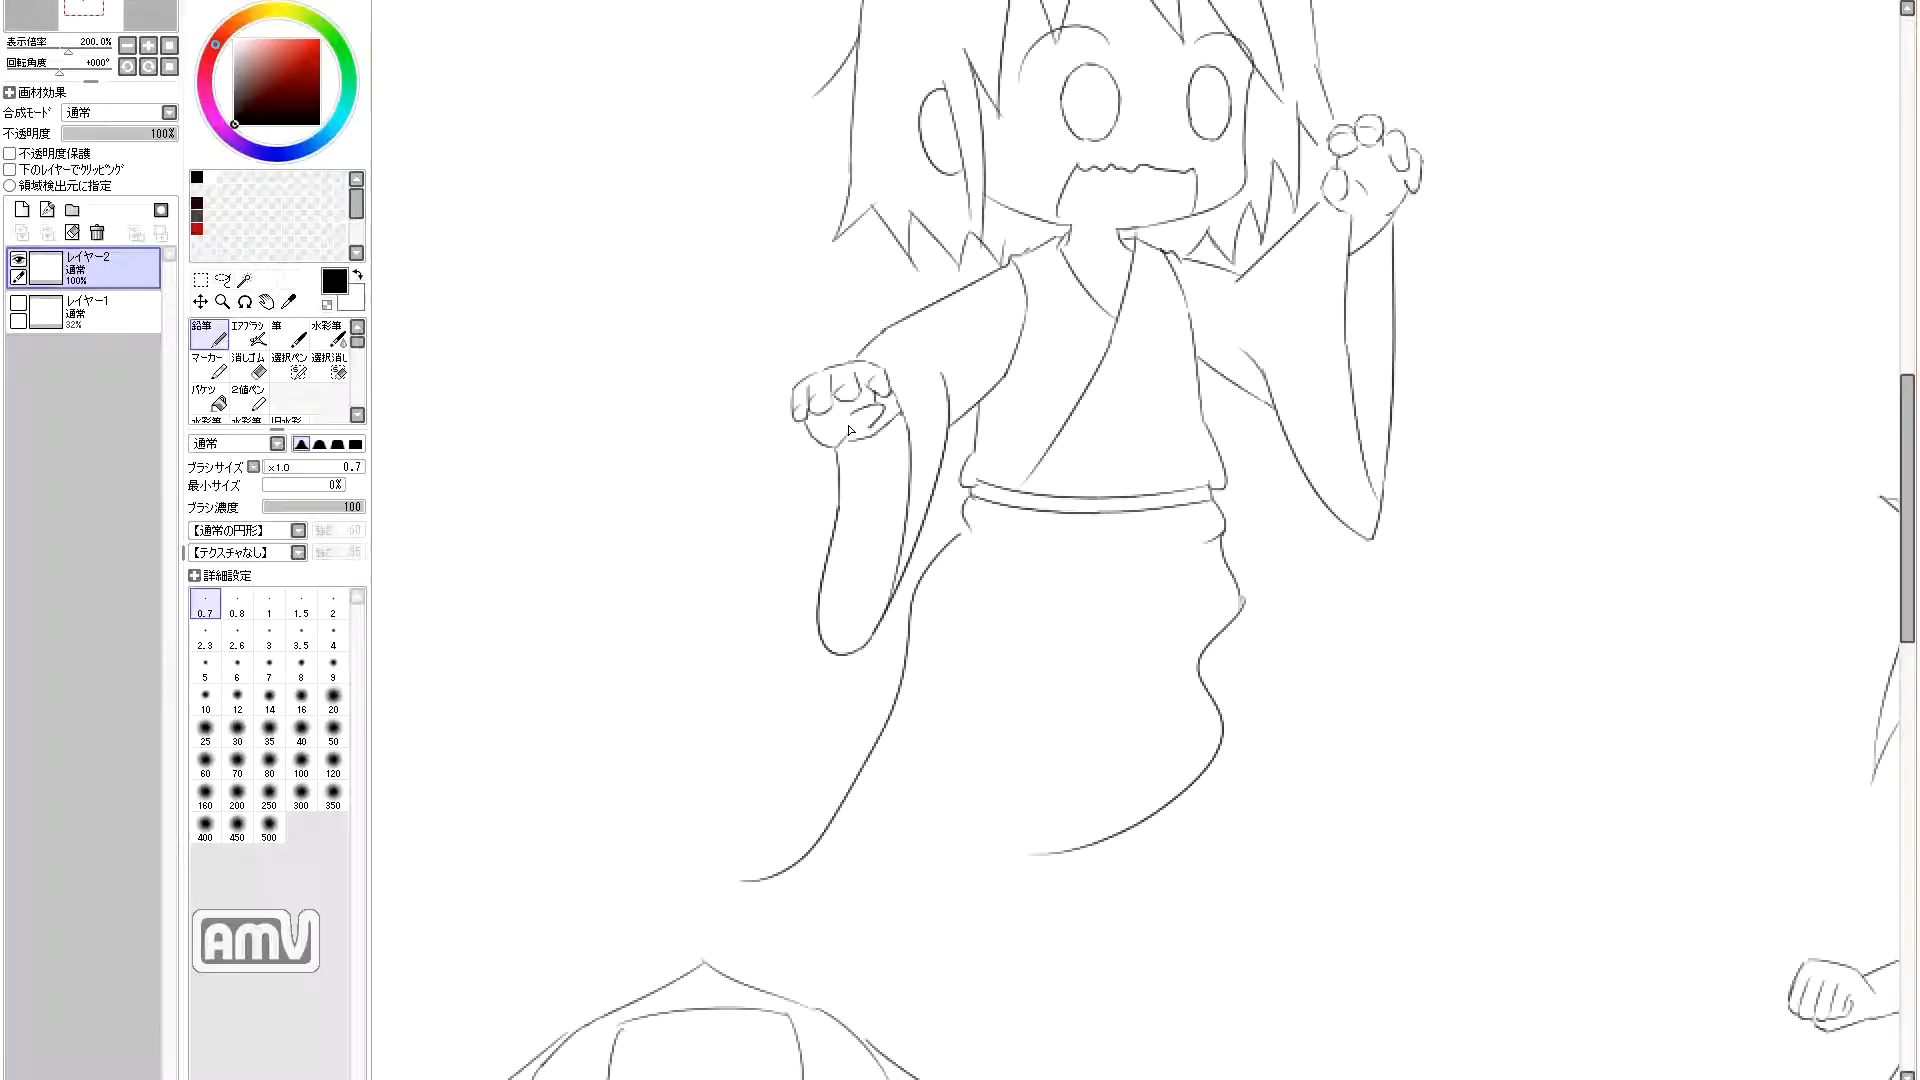 表示倍率 200.0%
回転角度 +000°
画材効果
合成モード 通常
不透明度 100%
不透明度保護
下のレイヤーでクリッピング
領域検出元に指定
レイヤー2
通常
100%
レイヤー1
通常
32%
鉛筆 エアブラシ 筆 水彩筆
マーカー 消しゴム 選択ペン 選択消し
バケツ 2値ペン
通常
ブラシサイズ ×1.0 0.7
最小サイズ 0%
ブラシ濃度 100
【通常の円形】
【テクスチャなし】
詳細設定
0.7 0.8 1 1.5 2
2.3 2.6 3 3.5 4
5 6 7 8 9
10 12 14 16 20
25 30 35 40 50
60 70 80 100 120
160 200 250 300 350
400 450 500
AMV